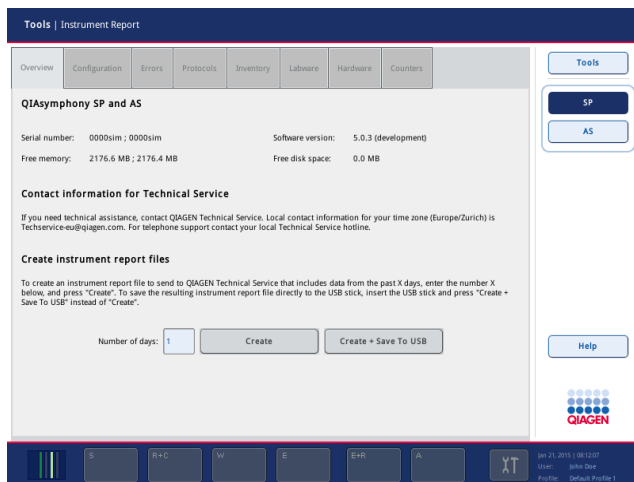 Tools | Instrument Report
Overview
Configuration
Errors
Protocols
Inventory
Labware
Hardware
Counters
QIAsymphony SP and AS
Serial number: 0000sim ; 0000sim
Software version: 5.0.3 (development)
Free memory: 2176.6 MB ; 2176.4 MB
Free disk space: 0.0 MB
Contact information for Technical Service
If you need technical assistance, contact QIAGEN Technical Service. Local contact information for your time zone (Europe/Zurich) is
Techservice-eu@qiagen.com. For telephone support contact your local Technical Service hotline.
Create instrument report files
To create an instrument report file to send to QIAGEN Technical Service that includes data from the past X days, enter the number X
below, and press "Create". To save the resulting instrument report file directly to the USB stick, insert the USB stick and press "Create +
Save To USB" instead of "Create".
Number of days: 1
Create
Create + Save To USB
Tools
SP
AS
Help
QIAGEN
S
R+C
W
E
E+R
A
Jan 21, 2015 | 08:12:07
User: John Doe
Profile: Default Profile 1